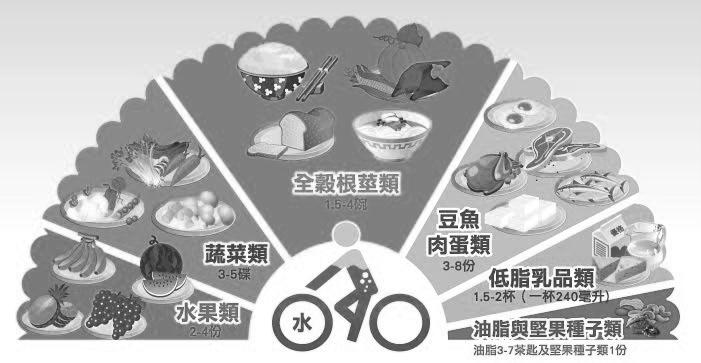 全穀根莖類
1.5-4碗
豆魚
肉蛋類
3-8份
蔬菜類
3-5碟
低脂乳品類
1.5-2杯(一杯240毫升)
水果類
2-4份
水
油脂與堅果種子類
油脂3-7茶匙及堅果種子類1份